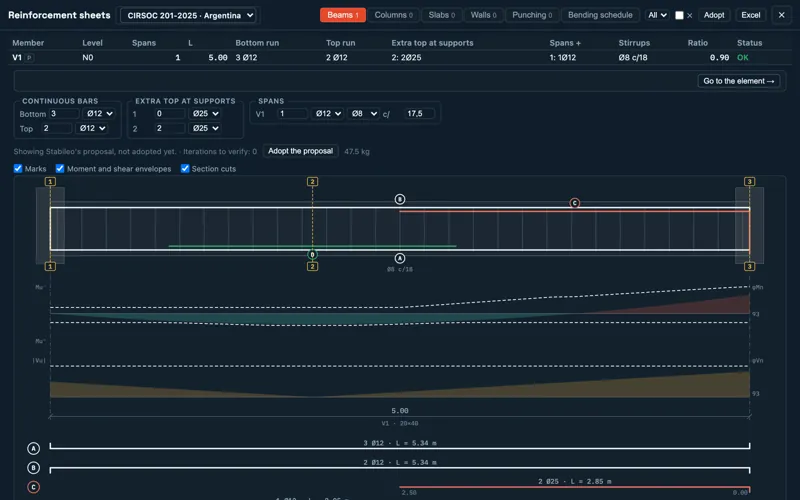 Reinforcement sheets CIRSOC 201-2025 · Argentina Beams 1 Columns 0 Slabs 0 Walls 0 Punching 0 Bending schedule All × Adopt Excel ✕
Member Level Spans L Bottom run Top run Extra top at supports Spans + Stirrups Ratio Status
V1 P N0 1 5.00 3 Ø12 2 Ø12 2: 2Ø25 1: 1Ø12 Ø8 c/18 0.90 OK
Go to the element →
CONTINUOUS BARS EXTRA TOP AT SUPPORTS SPANS
Bottom 3 Ø12 1 0 Ø25 V1 1 Ø12 Ø8 c/ 17,5
Top 2 Ø12 2 2 Ø25
Showing Stabileo's proposal, not adopted yet. · Iterations to verify: 0 Adopt the proposal 47.5 kg
Marks Moment and shear envelopes Section cuts
1 2 3
B C
D A
1 2 3
Ø8 c/18
Mu⁻ φMn
93
Mu⁻
|Vu| φVn
93
5.00
V1 · 20×40
A 3 Ø12 · L = 5.34 m
B 2 Ø12 · L = 5.34 m
C 2 Ø25 · L = 2.85 m
2.50 0.00